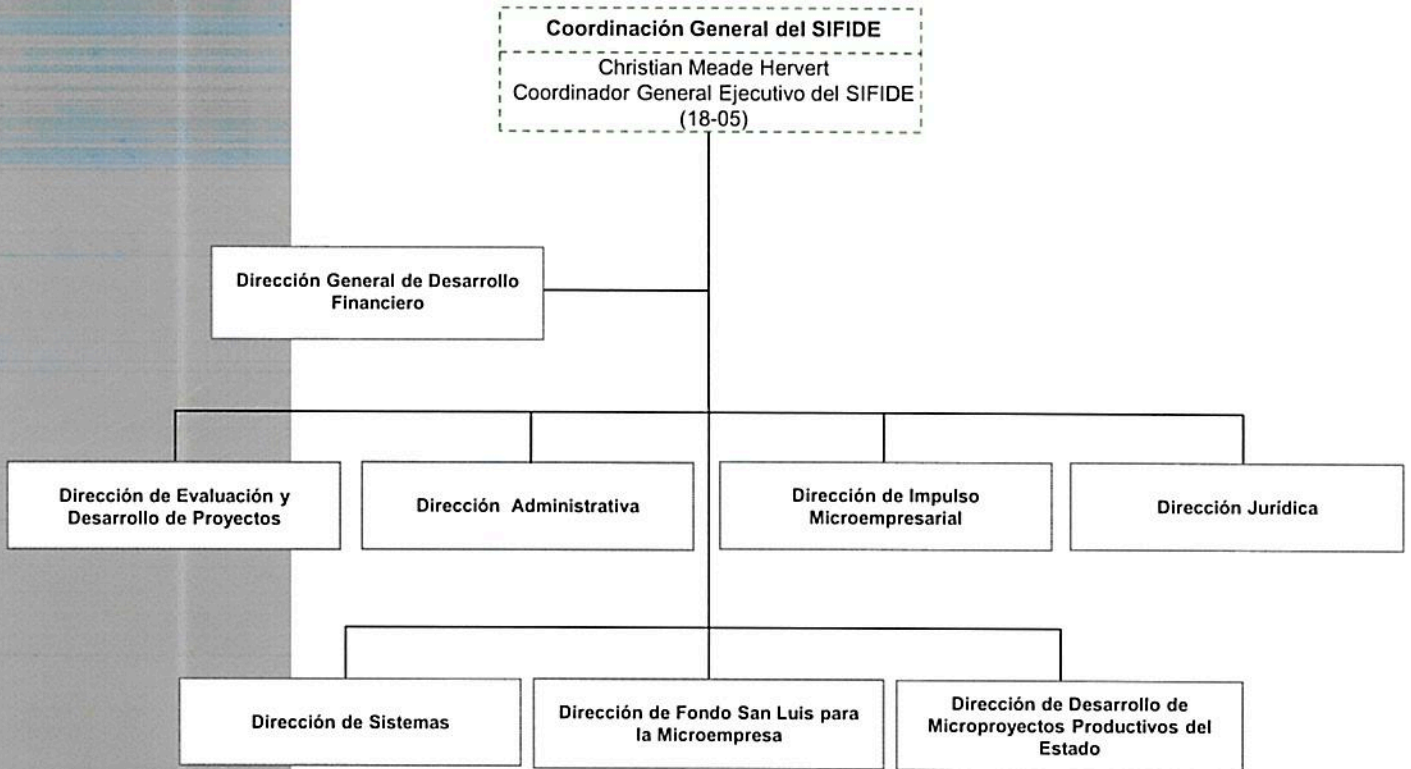 Coordinación General del SIFIDE
Christian Meade Hervert
Coordinador General Ejecutivo del SIFIDE
(18-05)
Dirección General de Desarrollo
Financiero
Dirección de Evaluación y
Desarrollo de Proyectos
Dirección Administrativa
Dirección de Impulso
Microempresarial
Dirección Jurídica
Dirección de Sistemas
Dirección de Fondo San Luis para
la Microempresa
Dirección de Desarrollo de
Microproyectos Productivos del
Estado